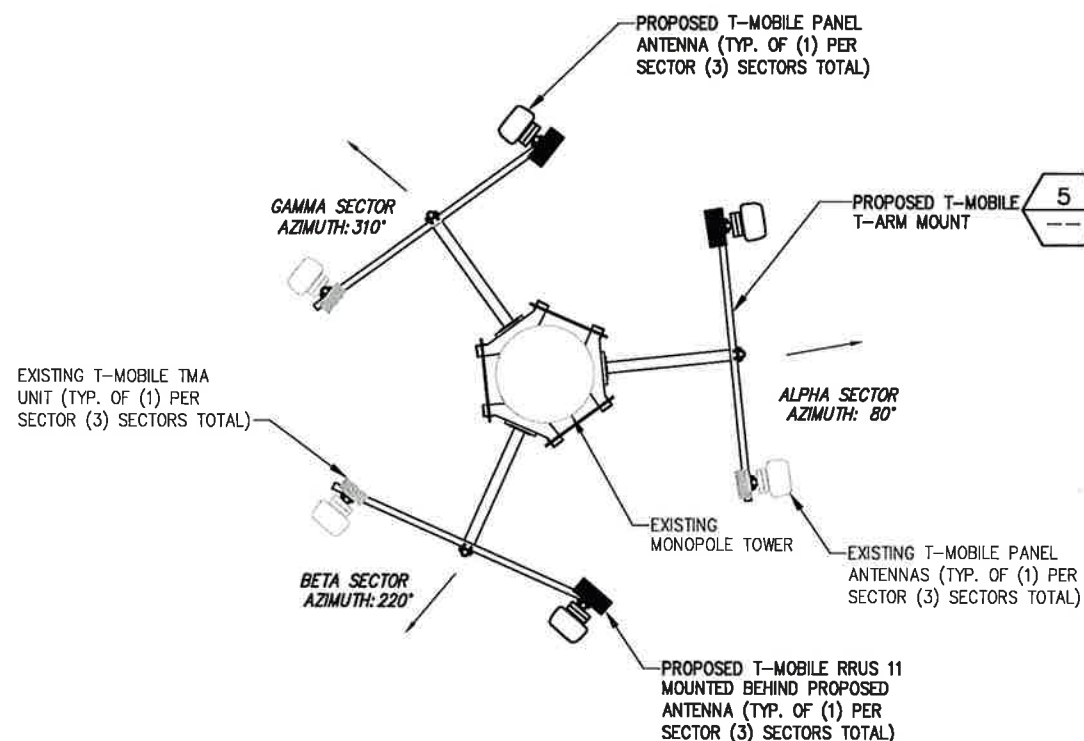 PROPOSED T-MOBILE PANEL
ANTENNA (TYP. OF (1) PER
SECTOR (3) SECTORS TOTAL)
GAMMA SECTOR
AZIMUTH: 310°
PROPOSED T-MOBILE
T-ARM MOUNT
5
---
EXISTING T-MOBILE TMA
UNIT (TYP. OF (1) PER
SECTOR (3) SECTORS TOTAL)
ALPHA SECTOR
AZIMUTH: 80°
EXISTING
MONOPOLE TOWER
EXISTING T-MOBILE PANEL
ANTENNAS (TYP. OF (1) PER
SECTOR (3) SECTORS TOTAL)
BETA SECTOR
AZIMUTH: 220°
PROPOSED T-MOBILE RRUS 11
MOUNTED BEHIND PROPOSED
ANTENNA (TYP. OF (1) PER
SECTOR (3) SECTORS TOTAL)